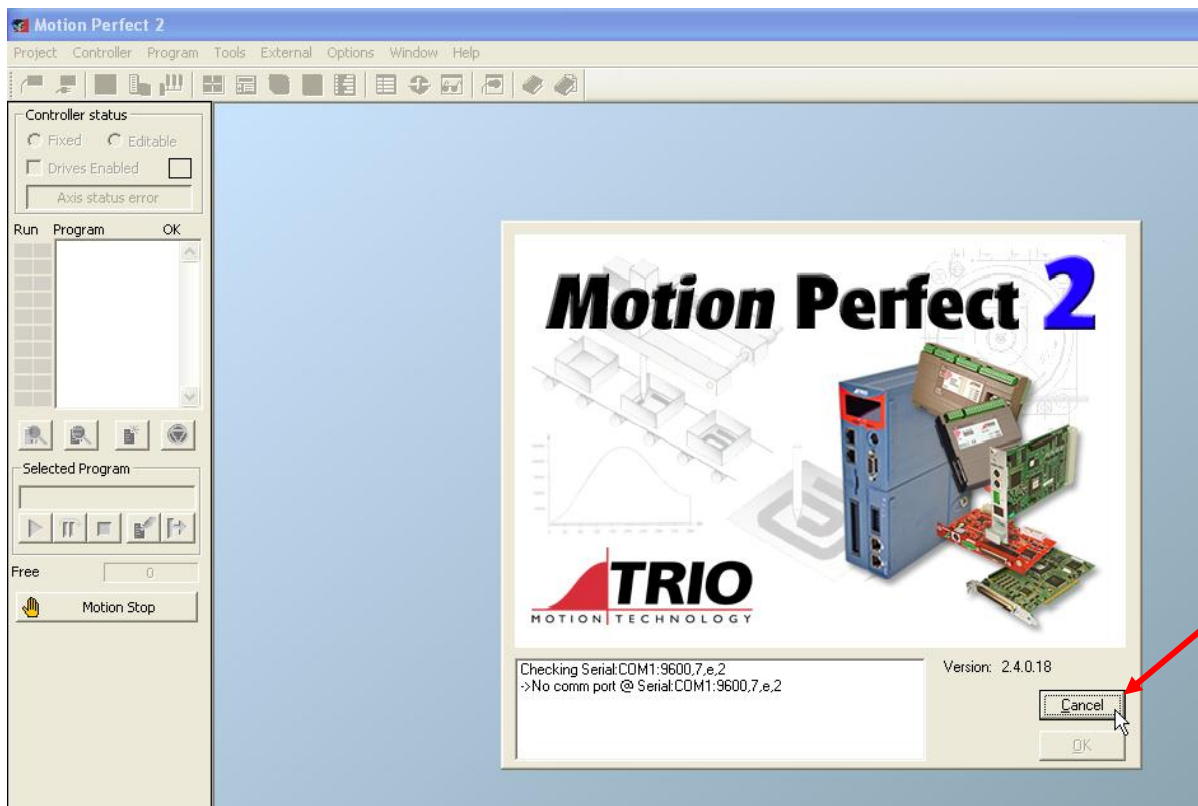 Motion Perfect 2
Project Controller Program Tools External Options Window Help
Controller status
Fixed Editable
Drives Enabled
Axis status error
Run Program OK
Selected Program
Free 0
Motion Stop
Motion Perfect 2
TRIO
MOTION TECHNOLOGY
Checking Serial:COM1:9600,7,e,2
->No comm port @ Serial:COM1:9600,7,e,2
Version: 2.4.0.18
Cancel
OK